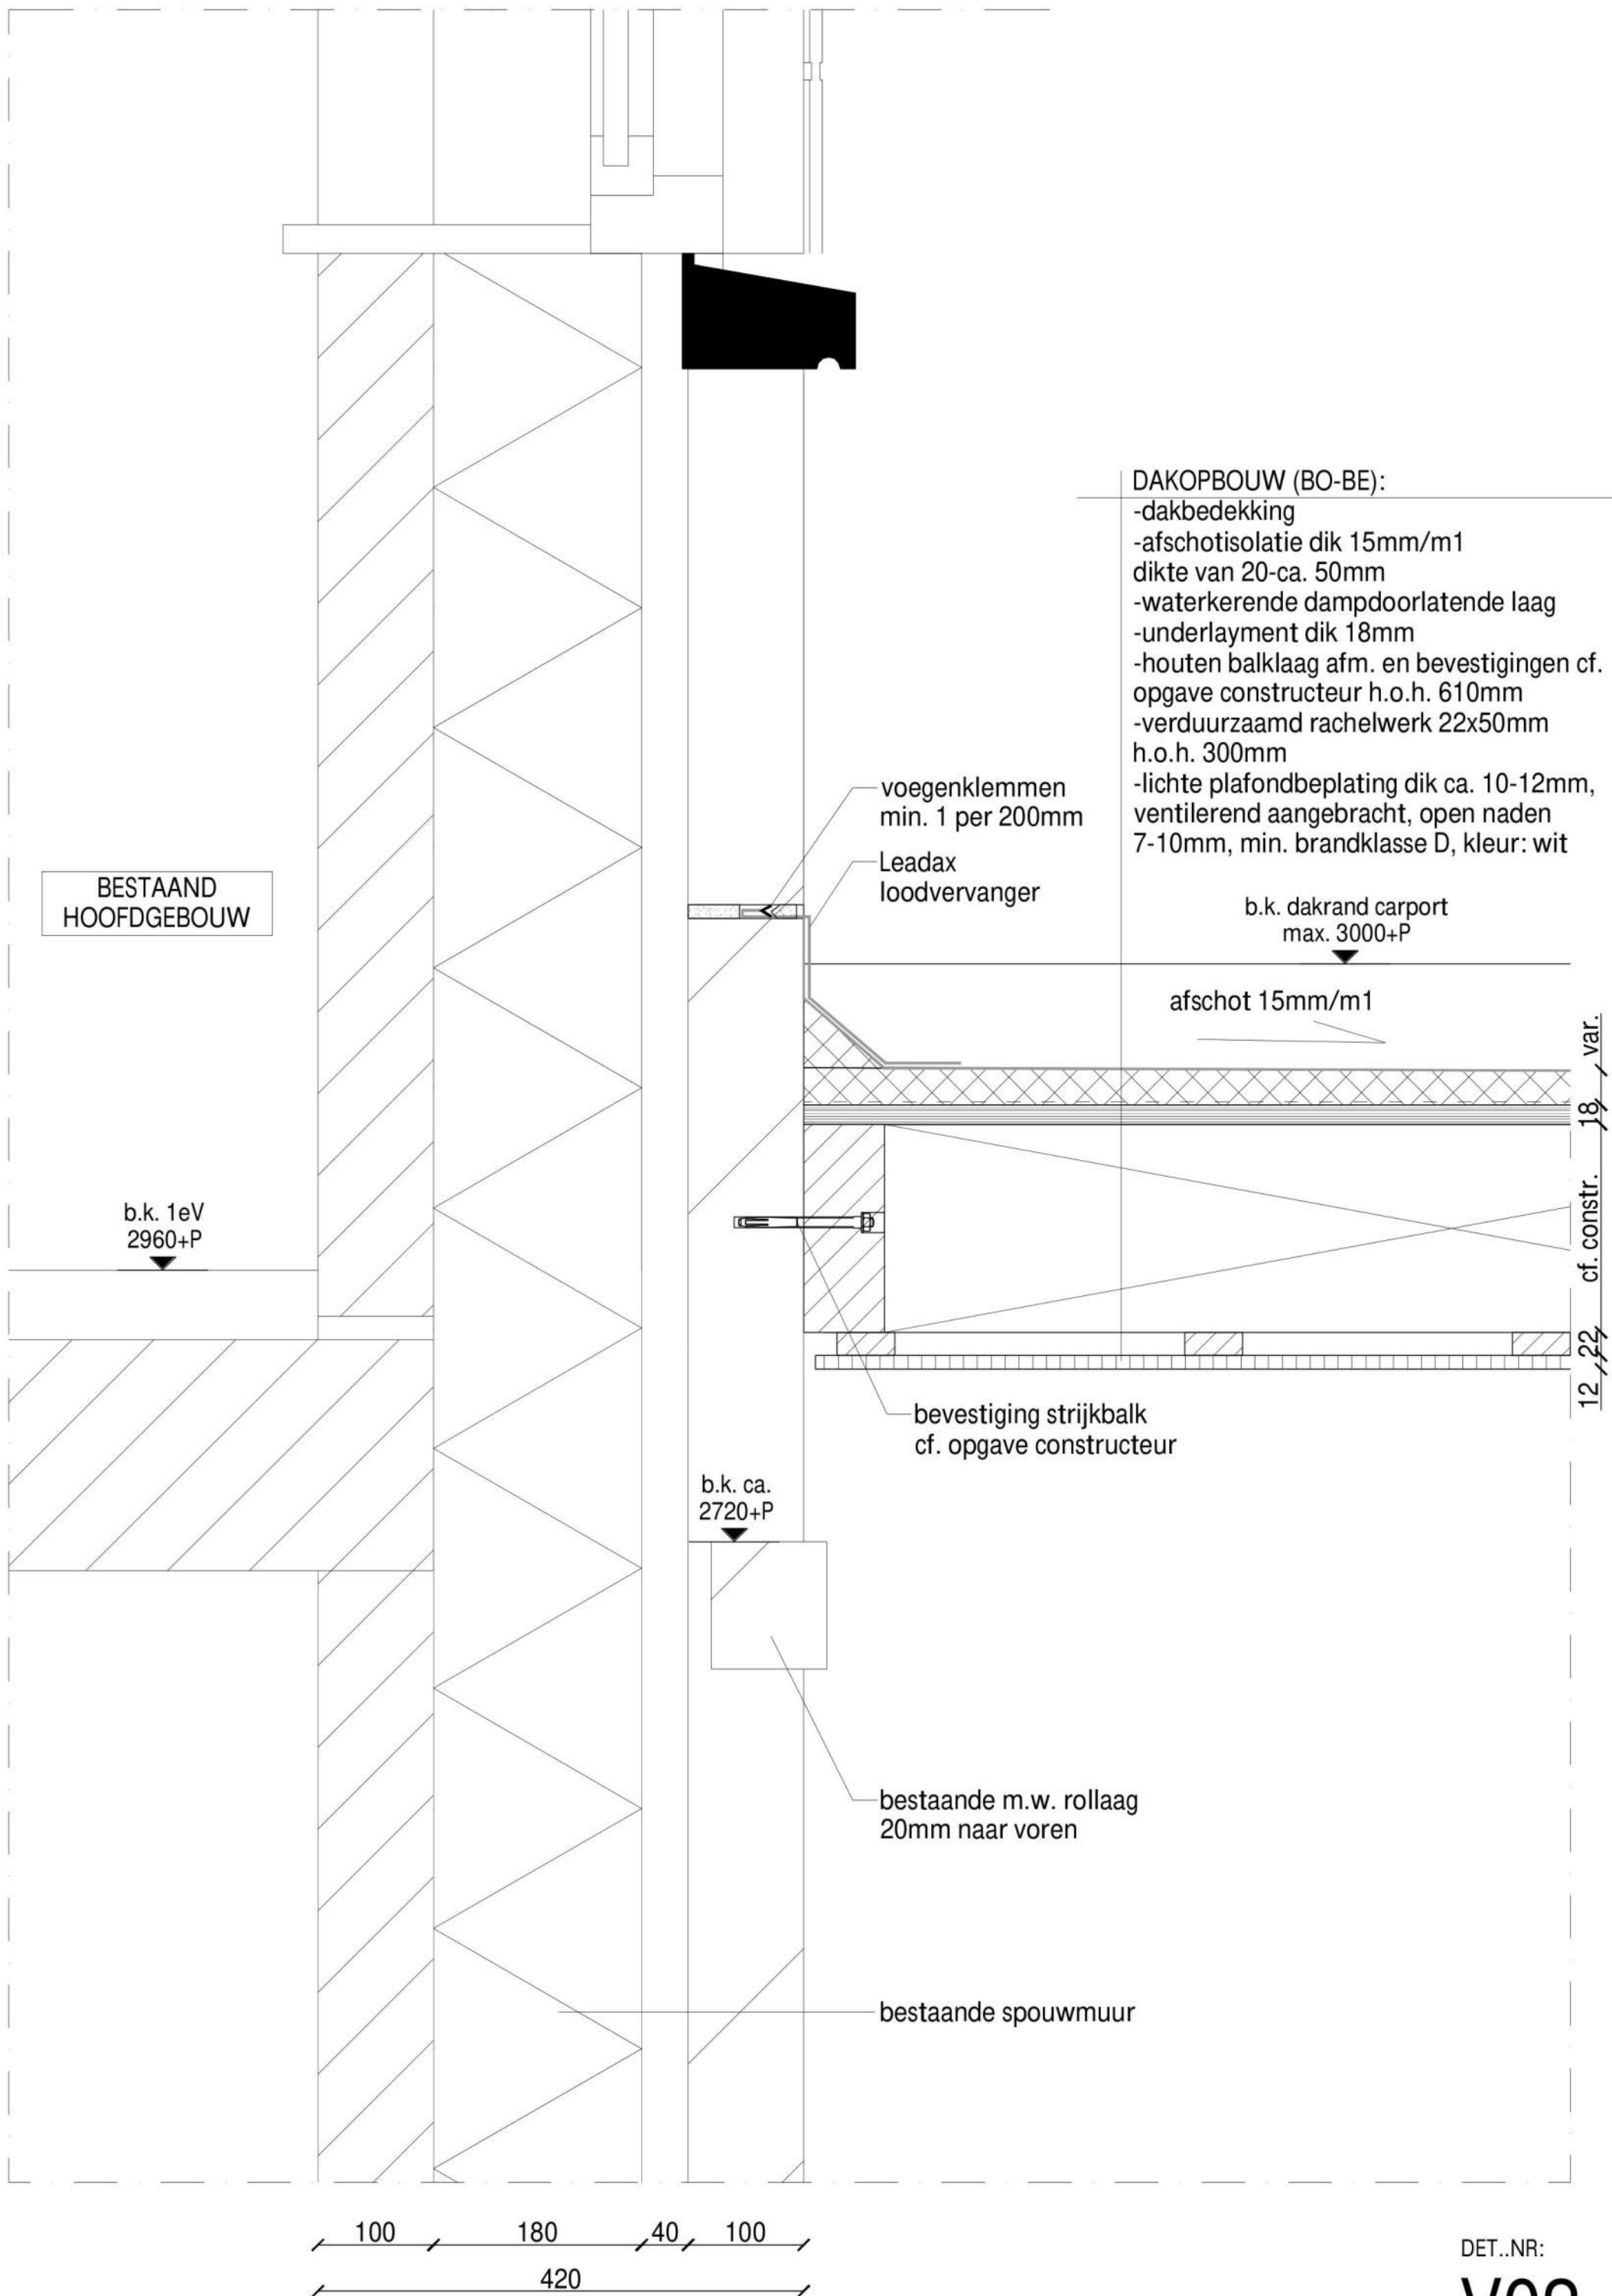 DAKOPBOUW (BO-BE):
-dakbedekking
-afschotisolatie dik 15mm/m1
dikte van 20-ca. 50mm
-waterkerende dampdoorlatende laag
-underlayment dik 18mm
-houten balklaag afm. en bevestigingen cf.
opgave constructeur h.o.h. 610mm
-verduurzaamd rachelwerk 22x50mm
h.o.h. 300mm
-lichte plafondbeplating dik ca. 10-12mm,
ventilerend aangebracht, open naden
7-10mm, min. brandklasse D, kleur: wit
voegenklemmen
min. 1 per 200mm
Leadax
loodvervanger
BESTAAND
HOOFDGEBOUW
b.k. dakrand carport
max. 3000+P
afschot 15mm/m1
var.
18
cf. constr.
22
12
b.k. 1eV
2960+P
bevestiging strijkbalk
cf. opgave constructeur
b.k. ca.
2720+P
bestaande m.w. rollaag
20mm naar voren
bestaande spouwmuur
100 180 40 100
420
DET..NR: